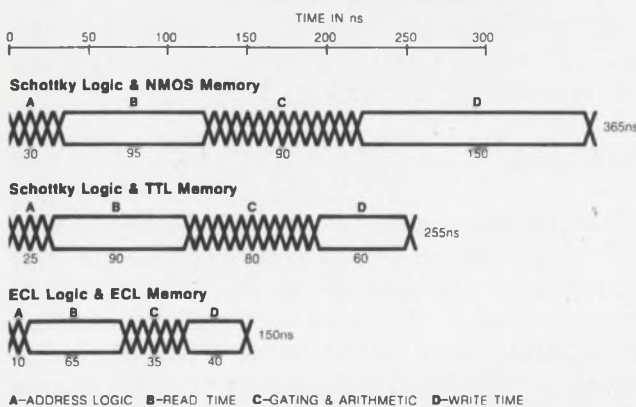 TIME IN ns
0 50 100 150 200 250 300
Schottky Logic & NMOS Memory
A B C D
365ns
30 95 90 150
Schottky Logic & TTL Memory
A B C D
255ns
25 90 80 60
ECL Logic & ECL Memory
A B C D
150ns
10 65 35 40
A–ADDRESS LOGIC B–READ TIME C–GATING & ARITHMETIC D–WRITE TIME